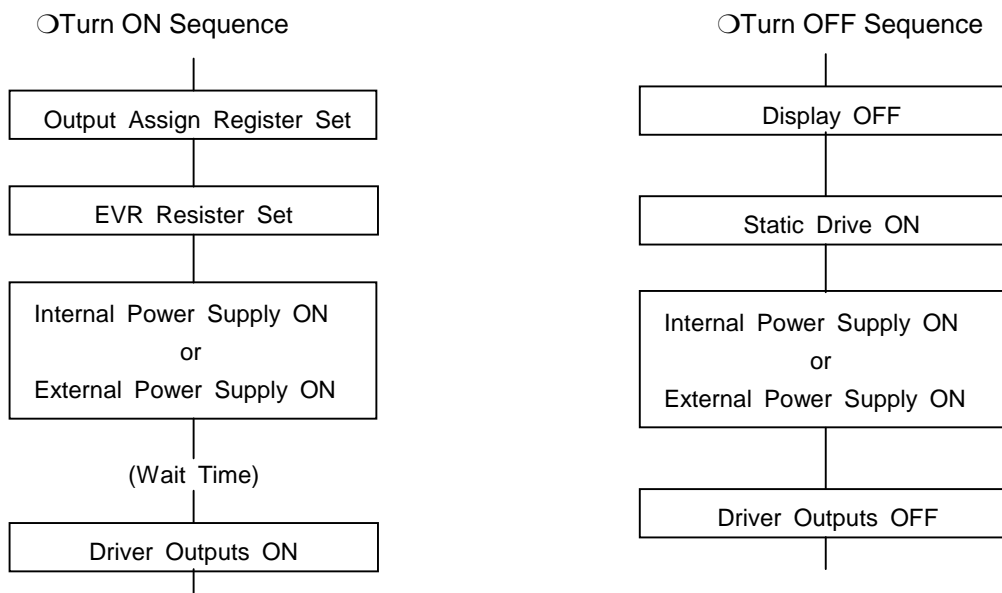 ❍Turn ON Sequence
Output Assign Register Set
EVR Resister Set
Internal Power Supply ON
or
External Power Supply ON
(Wait Time)
Driver Outputs ON
❍Turn OFF Sequence
Display OFF
Static Drive ON
Internal Power Supply ON
or
External Power Supply ON
Driver Outputs OFF